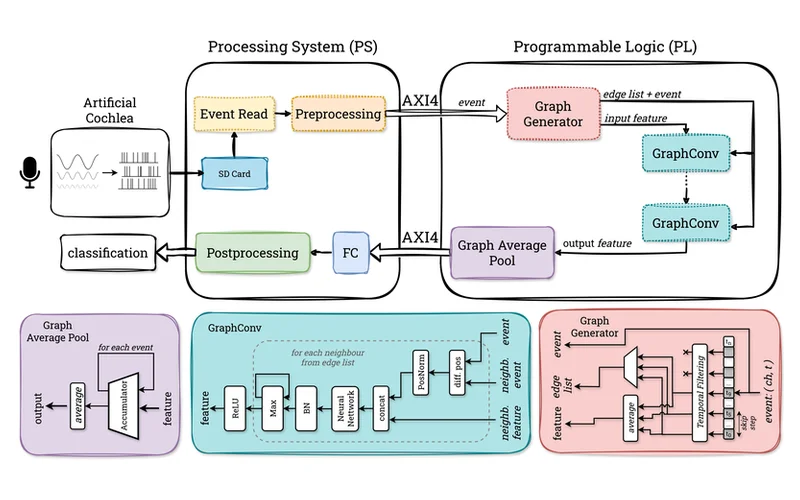 Processing System (PS)
Programmable Logic (PL)
Artificial
Cochlea
Event Read
Preprocessing
AXI4
event
Graph
Generator
edge list + event
input feature
GraphConv
SD Card
GraphConv
classification
Postprocessing
FC
AXI4
Graph Average
Pool
output feature
Graph
Average Pool
for each event
output
average
Accumulator
feature
GraphConv
for each neighbour
from edge list
feature
ReLU
Max
BN
Neural
Network
concat
PosNorm
diff. pos
event
neighb.
event
neighb.
feature
Graph
Generator
event
edge
list
feature
average
Temporal Filtering
skip
step
event: ( ch, t )